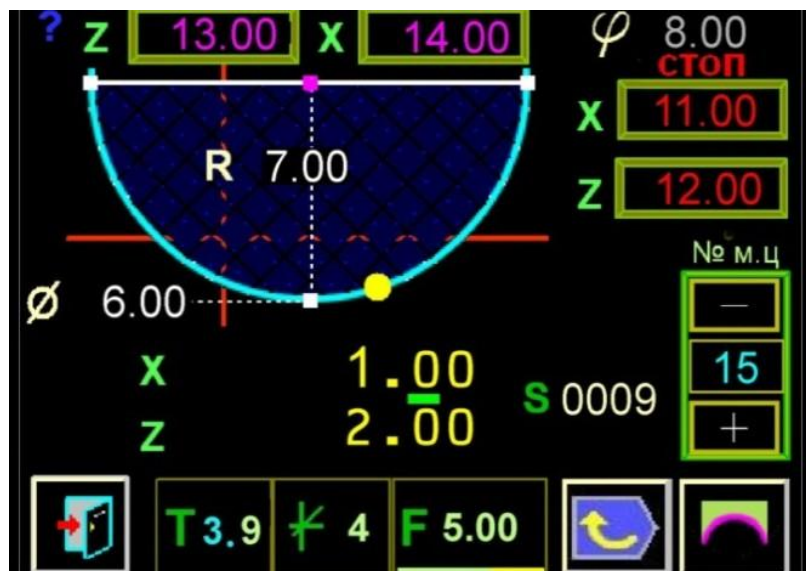 ? Z 13.00 X 14.00 φ 8.00
стоп
X 11.00
R 7.00
Z 12.00
№ м.ц
Ø 6.00
−
X 1.00
15
S 0009
Z 2.00
+
T 3.9 4 F 5.00